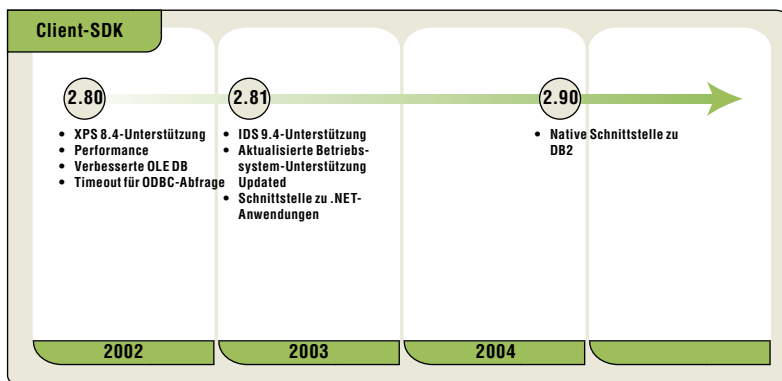 Client-SDK
2.80
2.81
2.90
• XPS 8.4-Unterstützung
• Performance
• Verbesserte OLE DB
• Timeout für ODBC-Abfrage
• IDS 9.4-Unterstützung
• Aktualisierte Betriebs-
system-Unterstützung
Updated
• Schnittstelle zu .NET-
Anwendungen
• Native Schnittstelle zu
DB2
2002
2003
2004